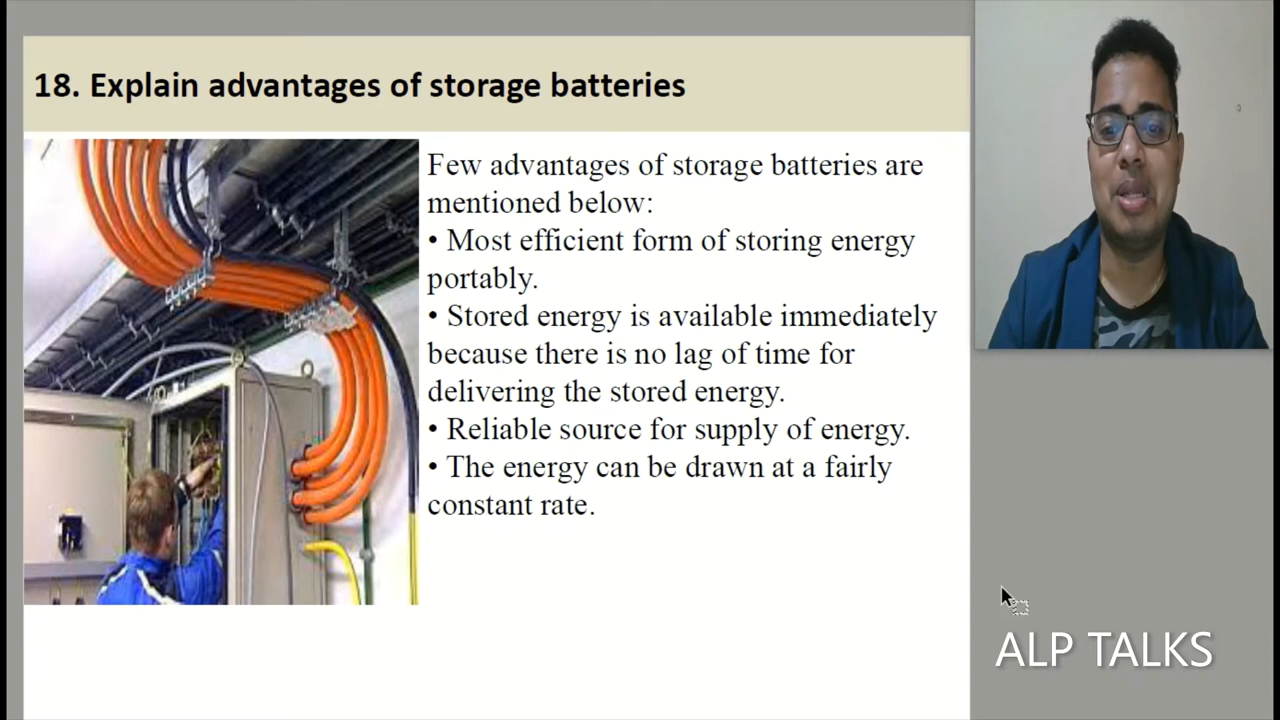 18. Explain advantages of storage batteries
Few advantages of storage batteries are
mentioned below:
• Most efficient form of storing energy
portably.
• Stored energy is available immediately
because there is no lag of time for
delivering the stored energy.
• Reliable source for supply of energy.
• The energy can be drawn at a fairly
constant rate.
ALP TALKS